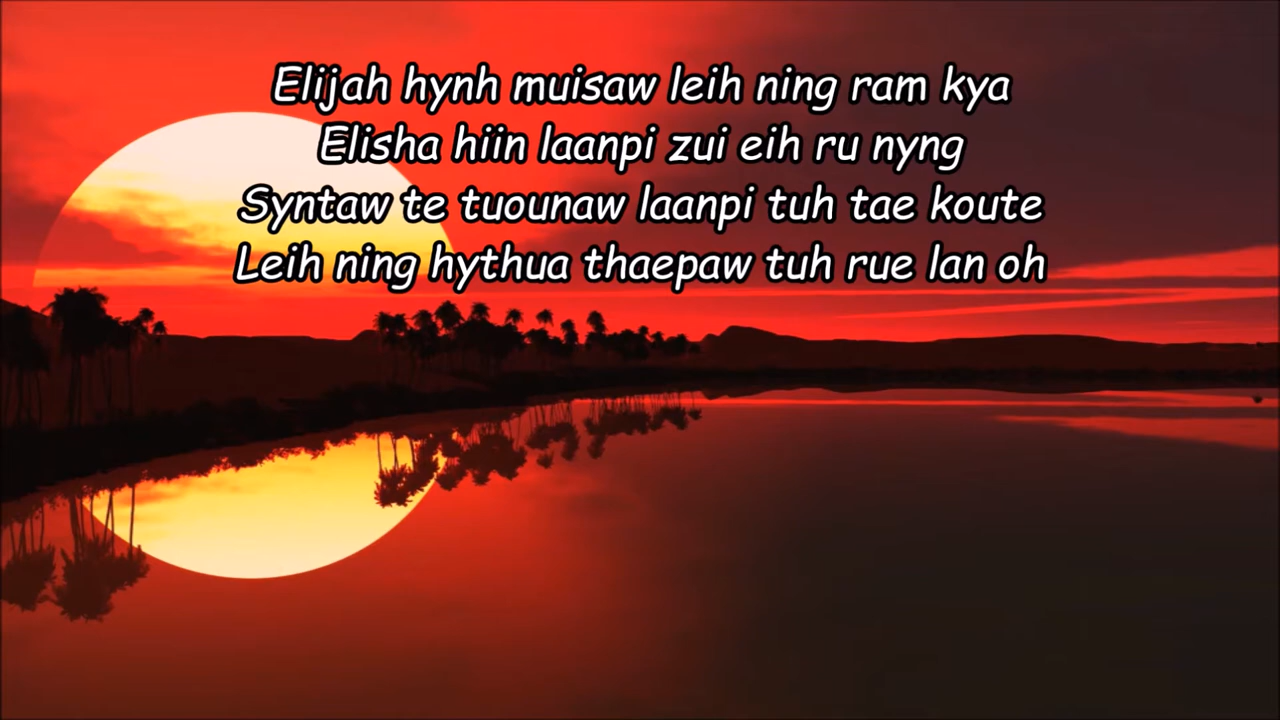 Elijah hynh muisaw leih ning ram kya
Elisha hiin laanpi zui eih ru nyng
Syntaw te tuounaw laanpi tuh tae koute
Leih ning hythua thaepaw tuh rue lan oh